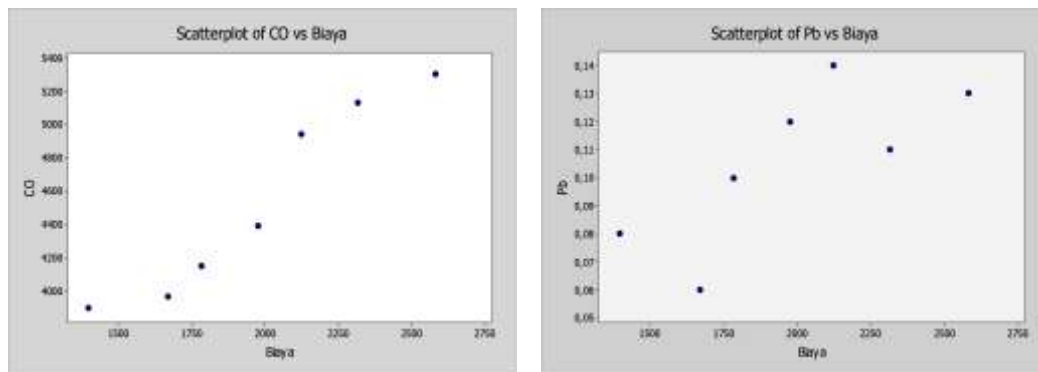 Scatterplot of CO vs Biaya
5400
5200
5000
4800
4600
4400
4200
4000
CO
1500 1750 2000 2250 2500 2750
Biaya
Scatterplot of Pb vs Biaya
0,14
0,13
0,12
0,11
0,10
0,09
0,08
0,07
0,06
0,05
Pb
1500 1750 2000 2250 2500 2750
Biaya